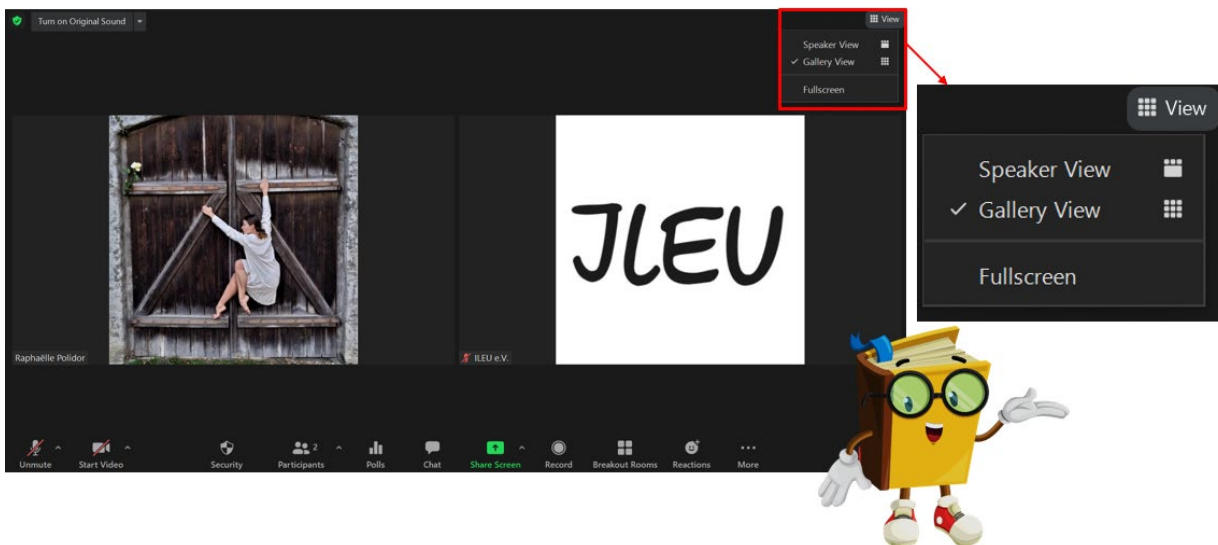 Turn on Original Sound
View
Speaker View
Gallery View
Fullscreen
View
Speaker View
Gallery View
Fullscreen
JLEU
Raphaëlle Polidor
ILEU e.V.
Unmute
Start Video
Security
Participants
2
Polls
Chat
Share Screen
Record
Breakout Rooms
Reactions
More